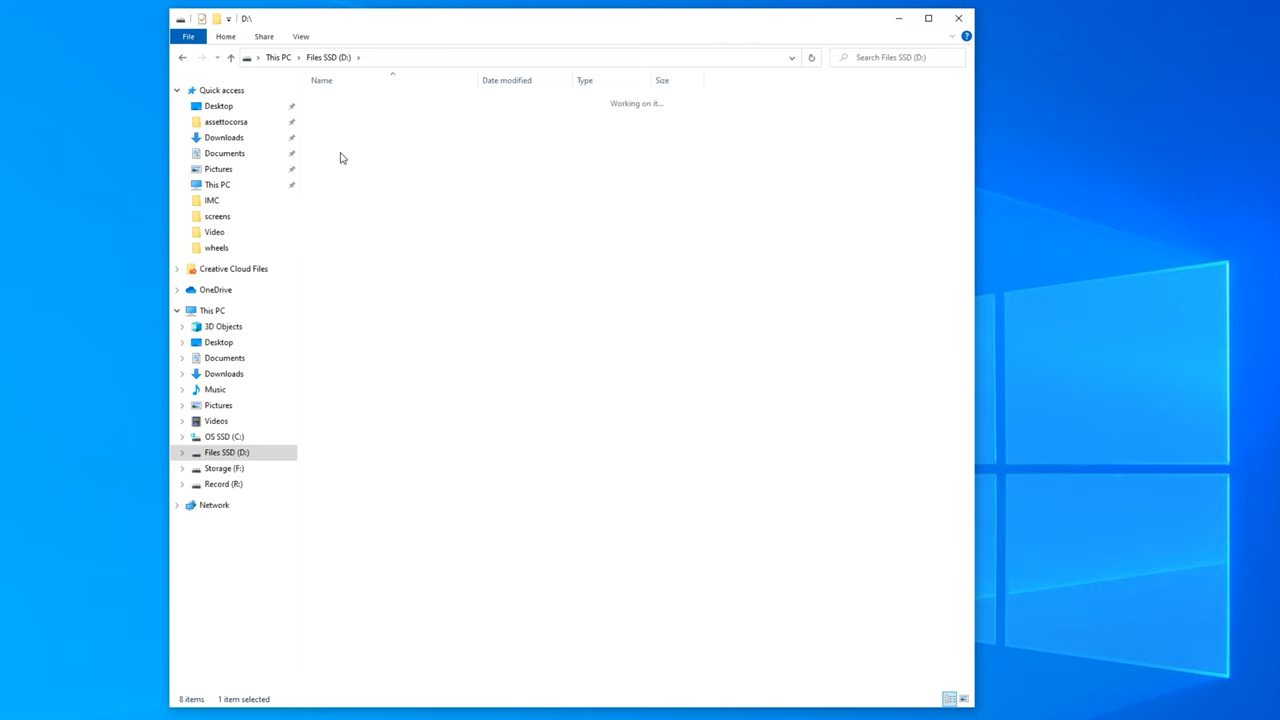 D:\
File Home Share View
This PC Files SSD (D:)
Search Files SSD (D:)
Name Date modified Type Size
Working on it...
Quick access
Desktop
assettocorsa
Downloads
Documents
Pictures
This PC
IMC
screens
Video
wheels
Creative Cloud Files
OneDrive
This PC
3D Objects
Desktop
Documents
Downloads
Music
Pictures
Videos
OS SSD (C:)
Files SSD (D:)
Storage (F:)
Record (R:)
Network
8 items 1 item selected